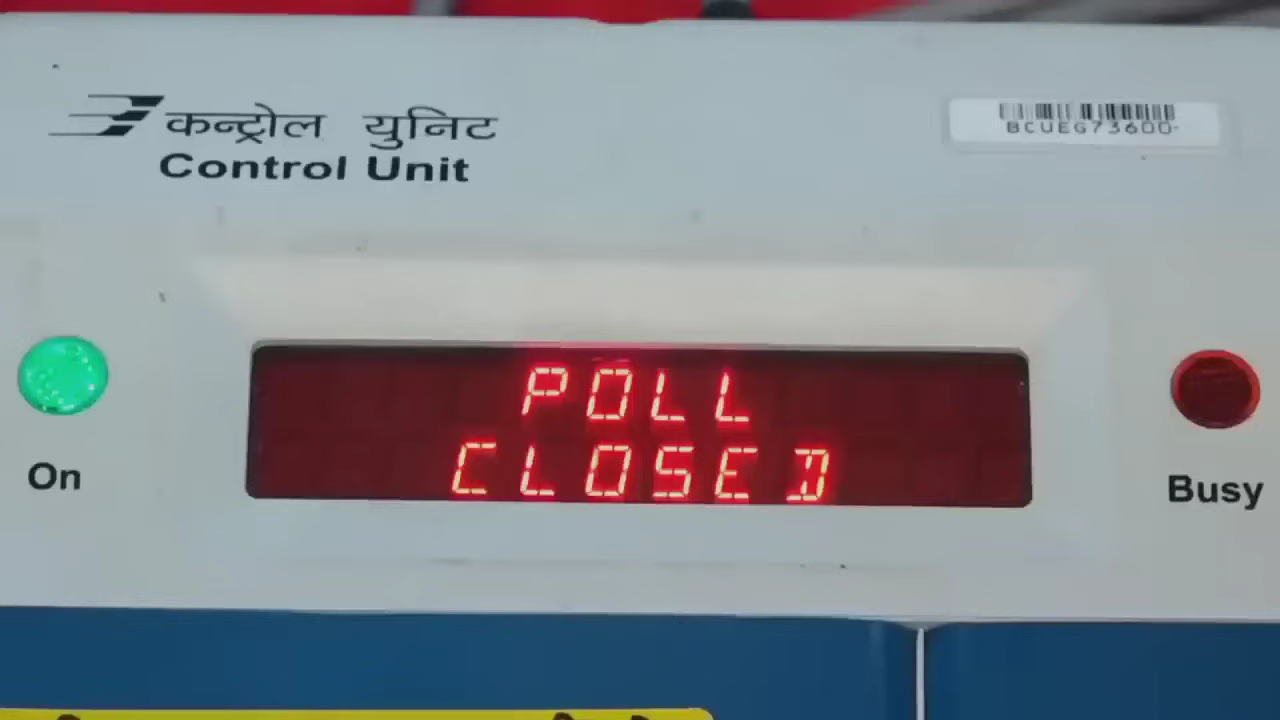 कन्ट्रोल युनिट
Control Unit
BCUEG73600-
POLL
CLOSED
On
Busy